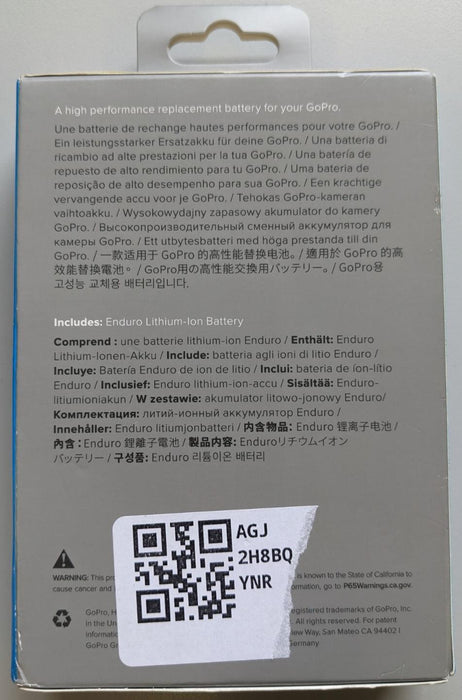 A high performance replacement battery for your GoPro.
Une batterie de rechange hautes performances pour votre GoPro. /
Ein leistungsstarker Ersatzakku für deine GoPro. / Una batteria di
ricambio ad alte prestazioni per la tua GoPro. / Una batería de
repuesto de alto rendimiento para tu GoPro. / Uma bateria de
reposição de alto desempenho para sua GoPro. / Een krachtige
vervangende accu voor je GoPro. / Tehokas GoPro-kameran
vaihtoakku. / Wysokowydajny zapasowy akumulator do kamery
GoPro. / Высокопроизводительный сменный аккумулятор для
камеры GoPro. / Ett utbytesbatteri med höga prestanda till din
GoPro. / 一款适用于 GoPro 的高性能替换电池。/ 適用於 GoPro 的高
效能替換電池。 / GoPro用の高性能交換用バッテリー。/ GoPro용
고성능 교체용 배터리입니다.
Includes: Enduro Lithium-Ion Battery
Comprend : une batterie lithium-ion Enduro / Enthält: Enduro
Lithium-Ionen-Akku / Include: batteria agli ioni di litio Enduro /
Incluye: Batería Enduro de ion de litio / Inclui: bateria de íon-lítio
Enduro / Inclusief: Enduro lithium-ion-accu / Sisältää: Enduro-
litiumioniakun / W zestawie: akumulator litowo-jonowy Enduro/
Комплектация: литий-ионный аккумулятор Enduro /
Innehåller: Enduro litiumjonbatteri / 内含物品: Enduro 锂离子电池 /
內含: Enduro 鋰離子電池 / 製品内容: Enduroリチウムイオン
バッテリー / 구성품: Enduro 리튬이온 배터리
AGJ
2H8BQ
YNR
WARNING: This is known to the State of California to
cause cancer and go to P65Warnings.ca.gov.
GoPro, trademarks of GoPro, Inc.
in the Un All rights reserved. For patent
informati View Way, San Mateo CA 94402 |
GoPro G Germany